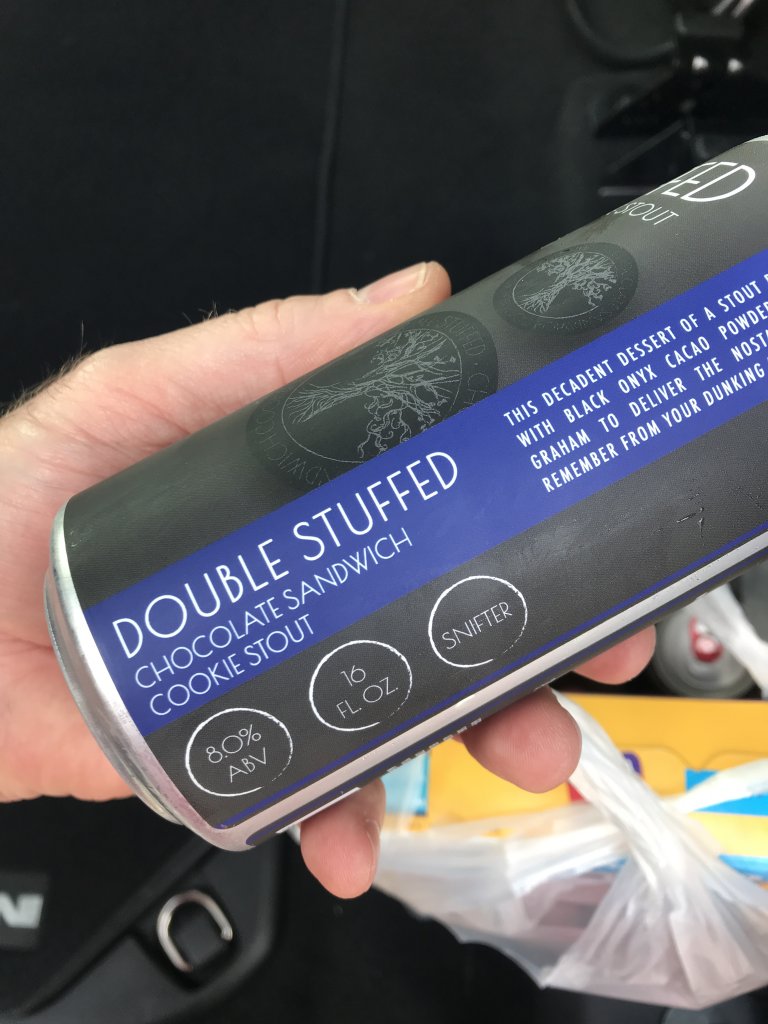 FED
STOUT
THIS DECADENT DESSERT OF A STOUT
WITH BLACK ONYX CACAO POWDER
GRAHAM TO DELIVER THE
REMEMBER FROM YOUR DUNKING
DOUBLE STUFFED
CHOCOLATE SANDWICH
COOKIE STOUT
8.0%
ABV
16
FL. OZ
SNIFTER